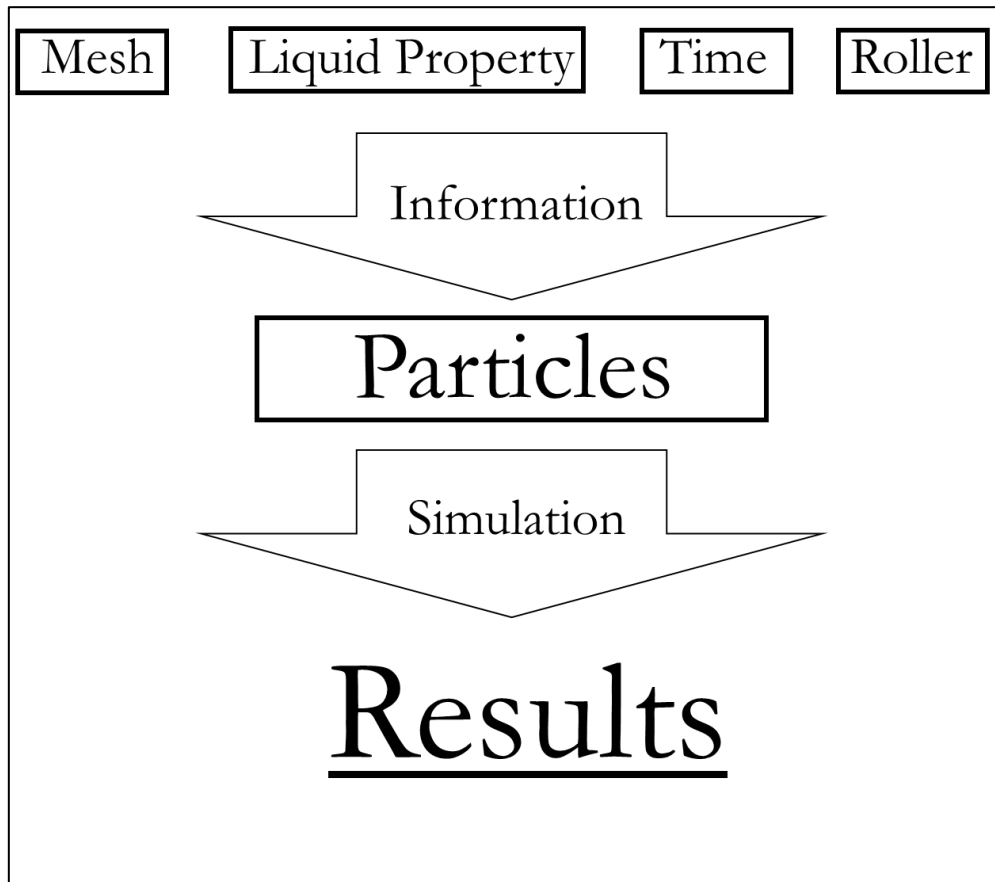 Mesh Liquid Property Time Roller
Information
Particles
Simulation
Results